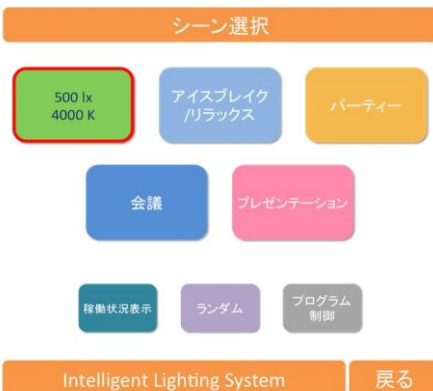 シーン選択
500 lx
4000 K
アイスブレイク
/リラックス
パーティー
会議
プレゼンテーション
稼働状況表示
ランダム
プログラム
制御
Intelligent Lighting System
戻る